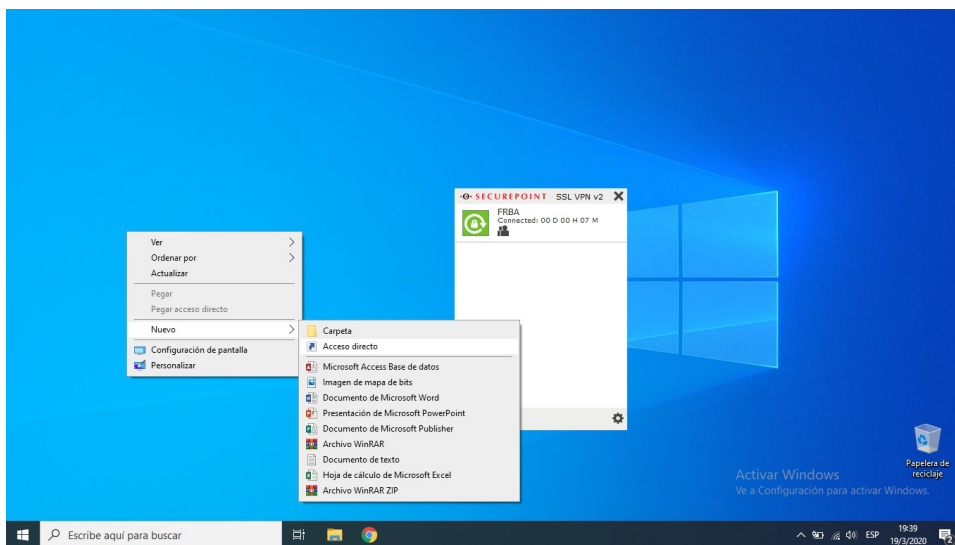 SECUREPOINT SSL VPN v2
FRBA
Connected: 00 D 00 H 07 M
Ver
Ordenar por
Actualizar
Pegar
Pegar acceso directo
Nuevo
Configuración de pantalla
Personalizar
Carpeta
Acceso directo
Microsoft Access Base de datos
Imagen de mapa de bits
Documento de Microsoft Word
Presentación de Microsoft PowerPoint
Documento de Microsoft Publisher
Archivo WinRAR
Documento de texto
Hoja de cálculo de Microsoft Excel
Archivo WinRAR ZIP
Papelera de
reciclaje
Activar Windows
Ve a Configuración para activar Windows.
Escribe aquí para buscar
ESP
19:39
19/3/2020
2